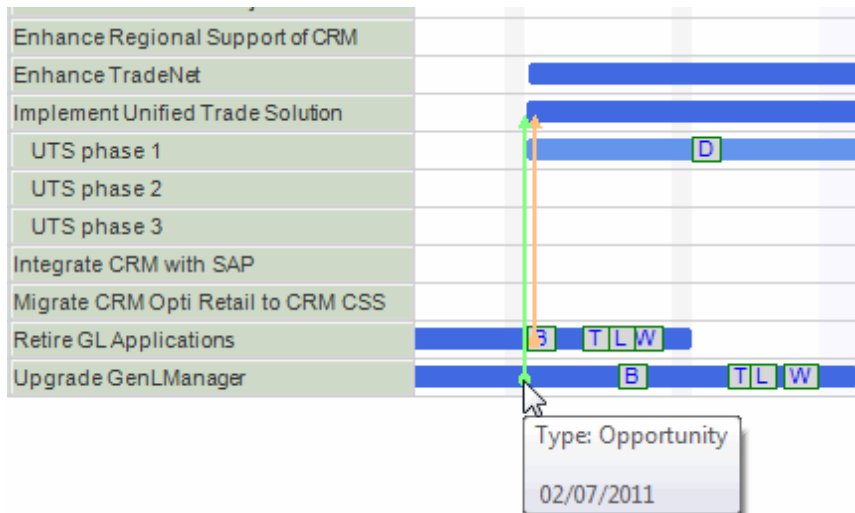 Enhance Regional Support of CRM
Enhance TradeNet
Implement Unified Trade Solution
UTS phase 1 D
UTS phase 2
UTS phase 3
Integrate CRM with SAP
Migrate CRM Opti Retail to CRM CSS
Retire GL Applications B T L W
Upgrade GenLManager B T L W
Type: Opportunity
02/07/2011